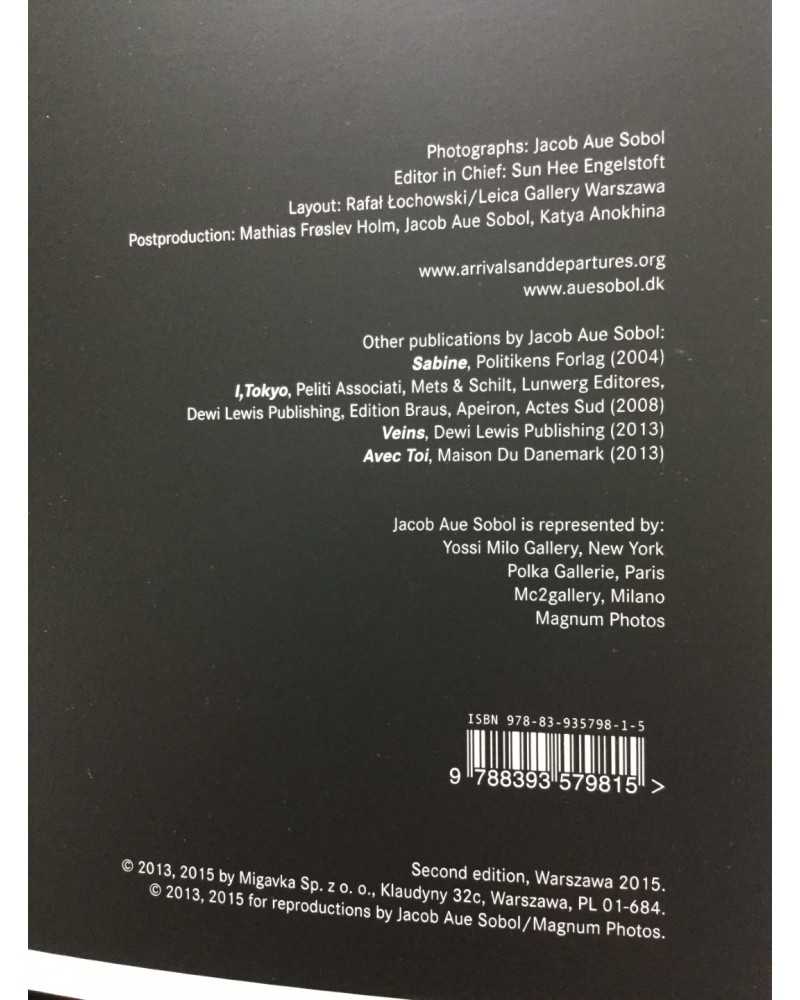 Photographs: Jacob Aue Sobol
Editor in Chief: Sun Hee Engelstoft
Layout: Rafał Łochowski/Leica Gallery Warszawa
Postproduction: Mathias Frøslev Holm, Jacob Aue Sobol, Katya Anokhina
www.arrivalsanddepartures.org
www.auesobol.dk
Other publications by Jacob Aue Sobol:
Sabine, Politikens Forlag (2004)
I,Tokyo, Peliti Associati, Mets & Schilt, Lunwerg Editores,
Dewi Lewis Publishing, Edition Braus, Apeiron, Actes Sud (2008)
Veins, Dewi Lewis Publishing (2013)
Avec Toi, Maison Du Danemark (2013)
Jacob Aue Sobol is represented by:
Yossi Milo Gallery, New York
Polka Gallerie, Paris
Mc2gallery, Milano
Magnum Photos
ISBN 978-83-935798-1-5
9 788393 579815 >
Second edition, Warszawa 2015.
© 2013, 2015 by Migavka Sp. z o. o., Klaudyny 32c, Warszawa, PL 01-684.
© 2013, 2015 for reproductions by Jacob Aue Sobol/Magnum Photos.